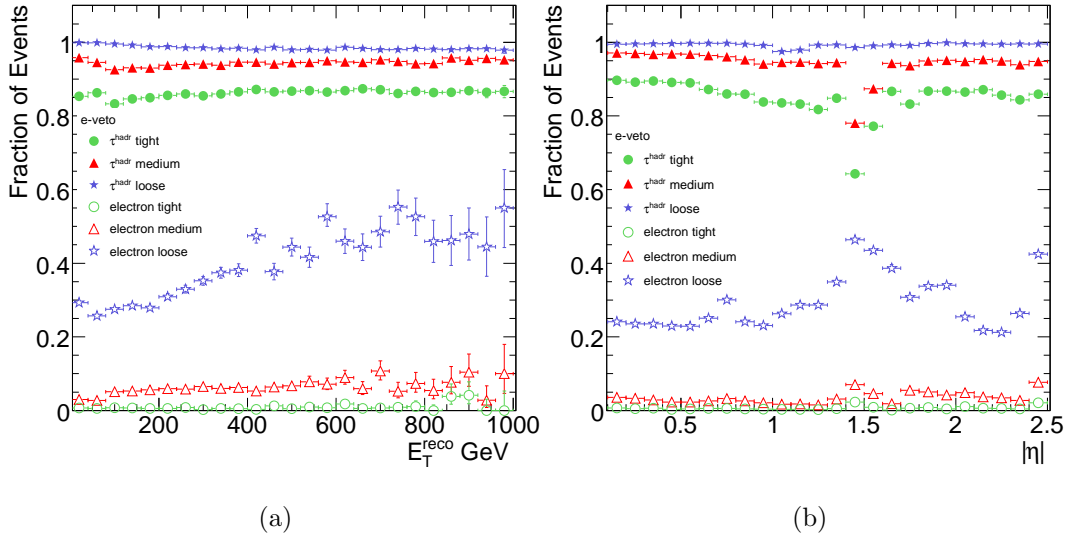 Fraction of Events
1
0.8
0.6
0.4
0.2
0
e-veto
τʰᵃᵈʳ tight
τʰᵃᵈʳ medium
τʰᵃᵈʳ loose
electron tight
electron medium
electron loose
0 200 400 600 800 1000
E_T^reco GeV
(a)
Fraction of Events
1
0.8
0.6
0.4
0.2
0
e-veto
τʰᵃᵈʳ tight
τʰᵃᵈʳ medium
τʰᵃᵈʳ loose
electron tight
electron medium
electron loose
0.5 1 1.5 2 2.5
|η|
(b)